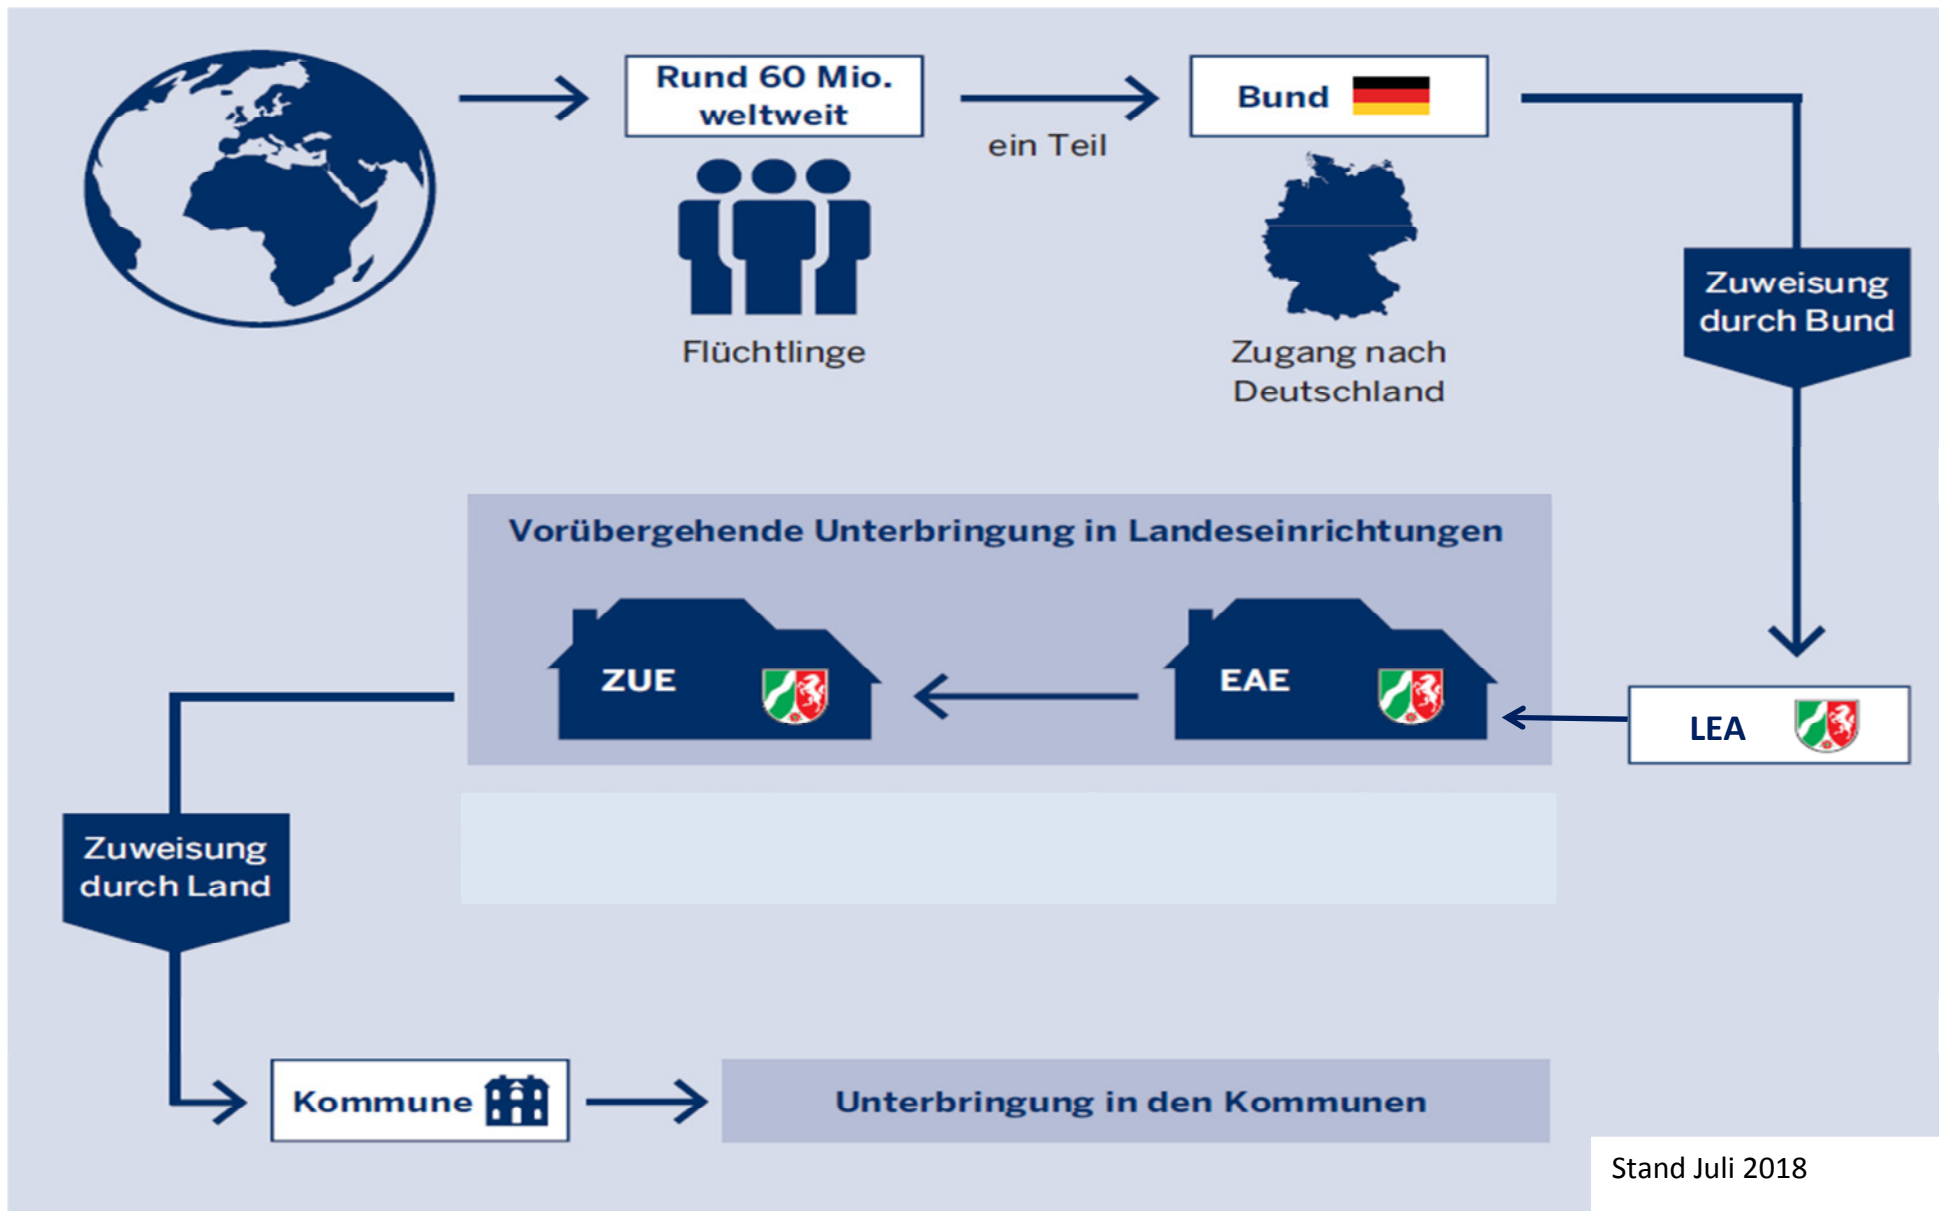 Rund 60 Mio.
weltweit
ein Teil
Bund
Flüchtlinge
Zugang nach
Deutschland
Zuweisung
durch Bund
Vorübergehende Unterbringung in Landeseinrichtungen
ZUE
EAE
LEA
Zuweisung
durch Land
Kommune
Unterbringung in den Kommunen
Stand Juli 2018